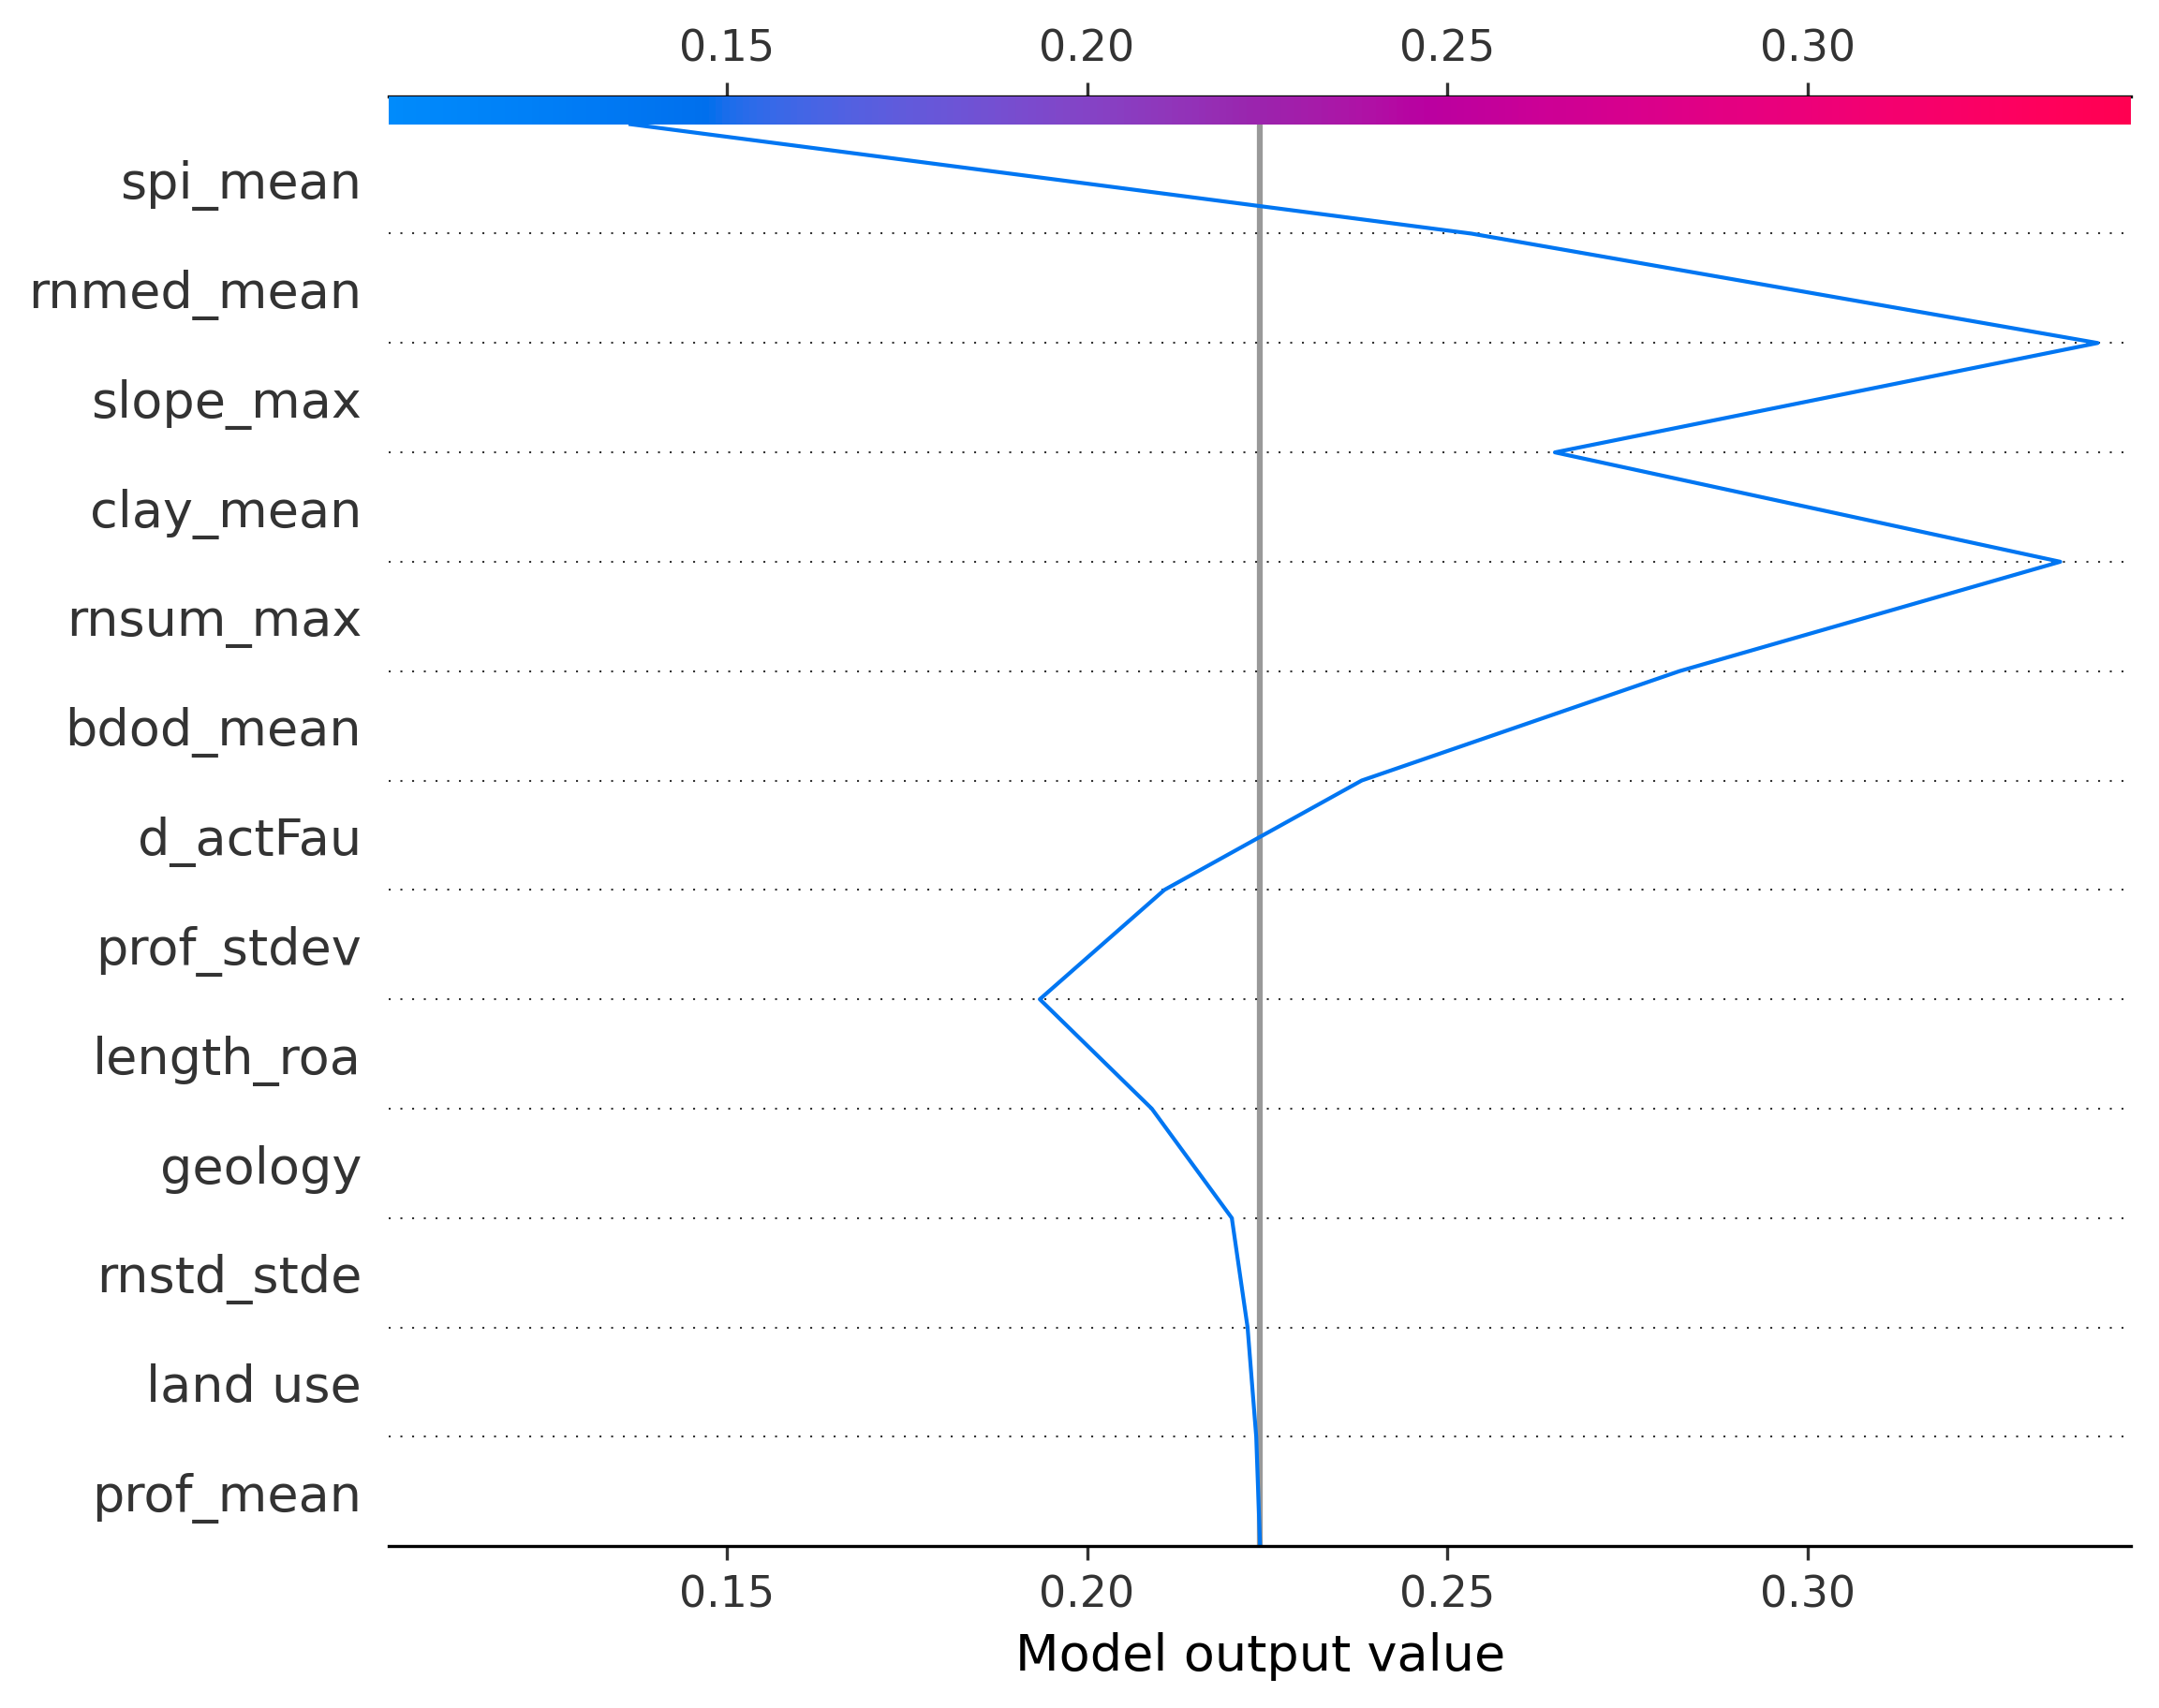 0.15 0.20 0.25 0.30
spi_mean
rnmed_mean
slope_max
clay_mean
rnsum_max
bdod_mean
d_actFau
prof_stdev
length_roa
geology
rnstd_stde
land use
prof_mean
0.15 0.20 0.25 0.30
Model output value